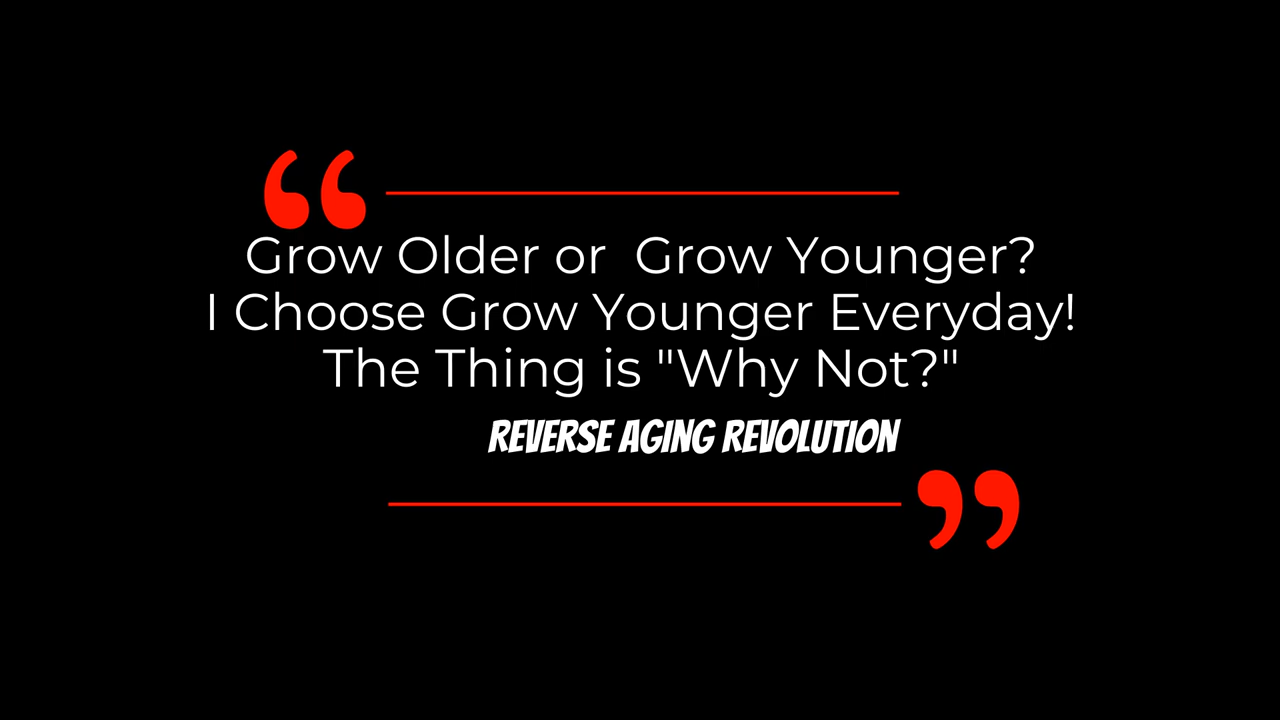 Grow Older or  Grow Younger?
I Choose Grow Younger Everyday!
The Thing is "Why Not?"
REVERSE AGING REVOLUTION